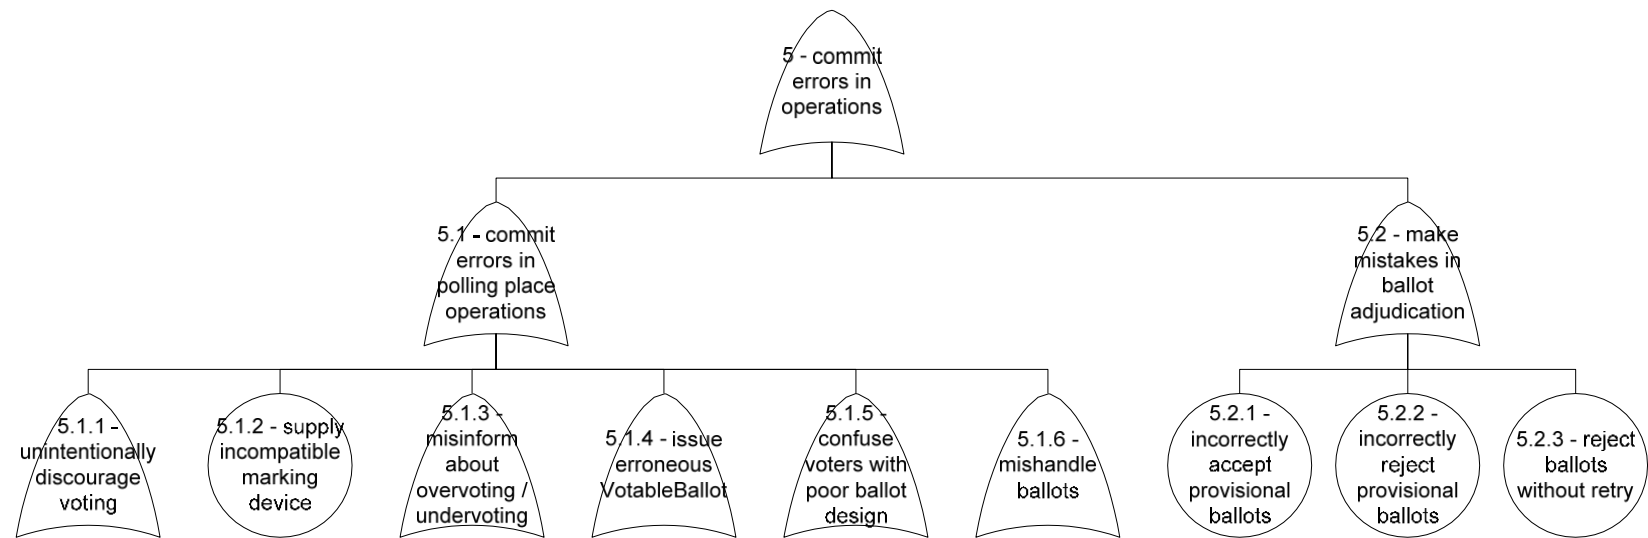 5 - commit
errors in
operations
5.1 - commit
errors in
polling place
operations
5.2 - make
mistakes in
ballot
adjudication
5.1.1 -
unintentionally
discourage
voting
5.1.2 - supply
incompatible
marking
device
5.1.3 -
misinform
about
overvoting /
undervoting
5.1.4 - issue
erroneous
VotableBallot
5.1.5 -
confuse
voters with
poor ballot
design
5.1.6 -
mishandle
ballots
5.2.1 -
incorrectly
accept
provisional
ballots
5.2.2 -
incorrectly
reject
provisional
ballots
5.2.3 - reject
ballots
without retry